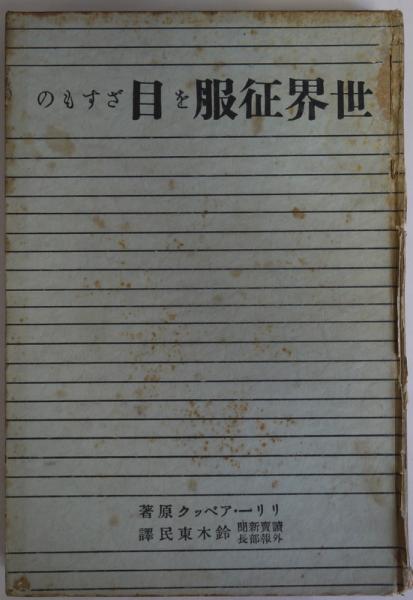 世界征服を目ざすもの
リリー・アベッグ原著
讀賣新聞外報部長鈴木東民譯